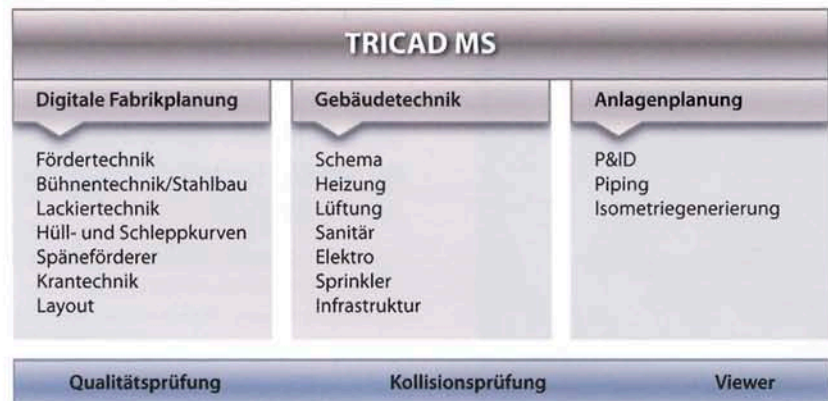 TRICAD MS
Digitale Fabrikplanung
Fördertechnik
Bühnentechnik/Stahlbau
Lackiertechnik
Hüll- und Schleppkurven
Späneförderer
Krantechnik
Layout
Gebäudetechnik
Schema
Heizung
Lüftung
Sanitär
Elektro
Sprinkler
Infrastruktur
Anlagenplanung
P&ID
Piping
Isometriegenerierung
Qualitätsprüfung Kollisionsprüfung Viewer